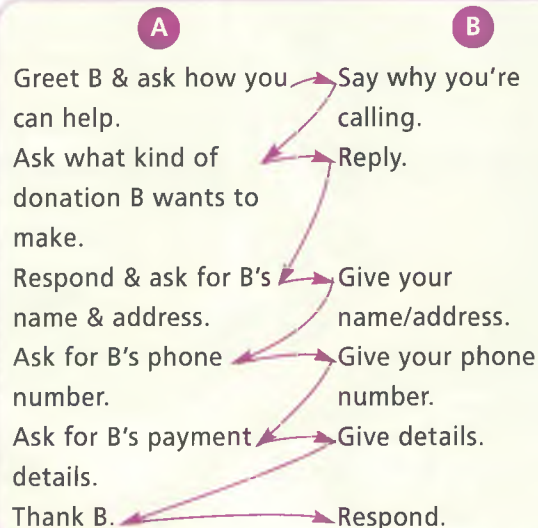 A
B
Greet B & ask how you
can help.
Say why you're
calling.
Ask what kind of
donation B wants to
make.
Reply.
Respond & ask for B's
name & address.
Give your
name/address.
Ask for B's phone
number.
Give your phone
number.
Ask for B's payment
details.
Give details.
Thank B.
Respond.